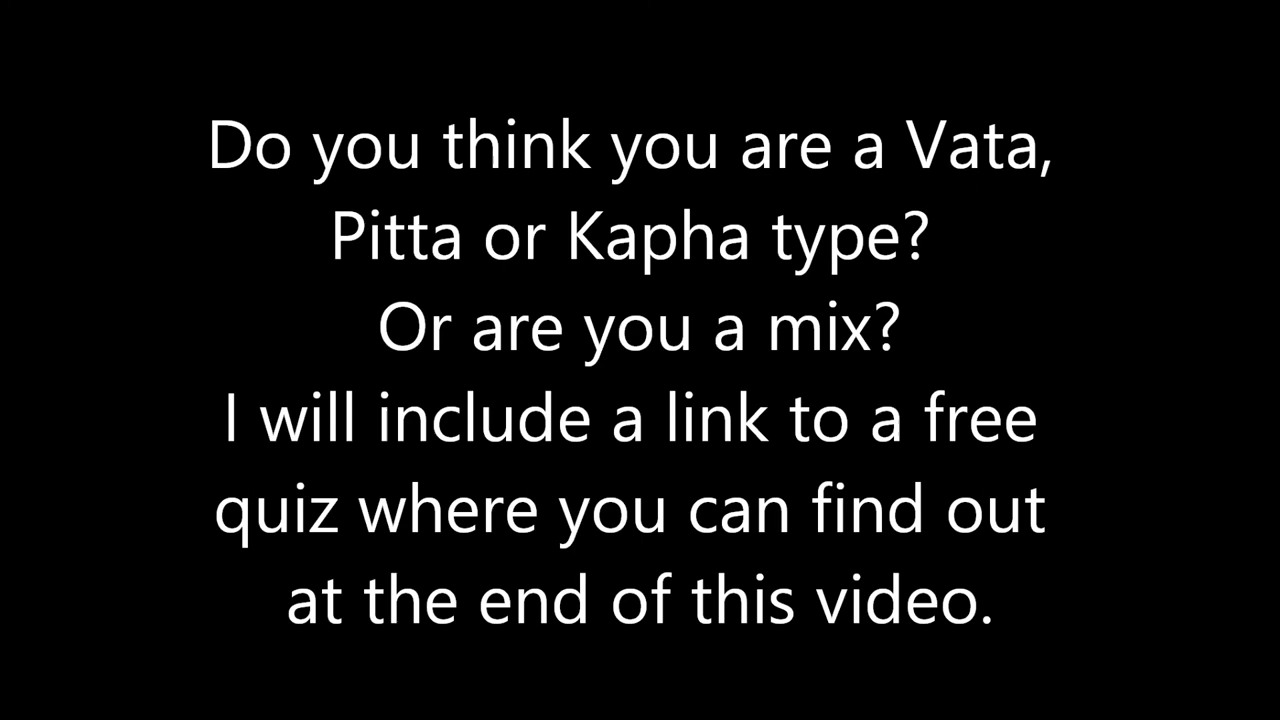 Do you think you are a Vata,
Pitta or Kapha type?
Or are you a mix?
I will include a link to a free
quiz where you can find out
at the end of this video.